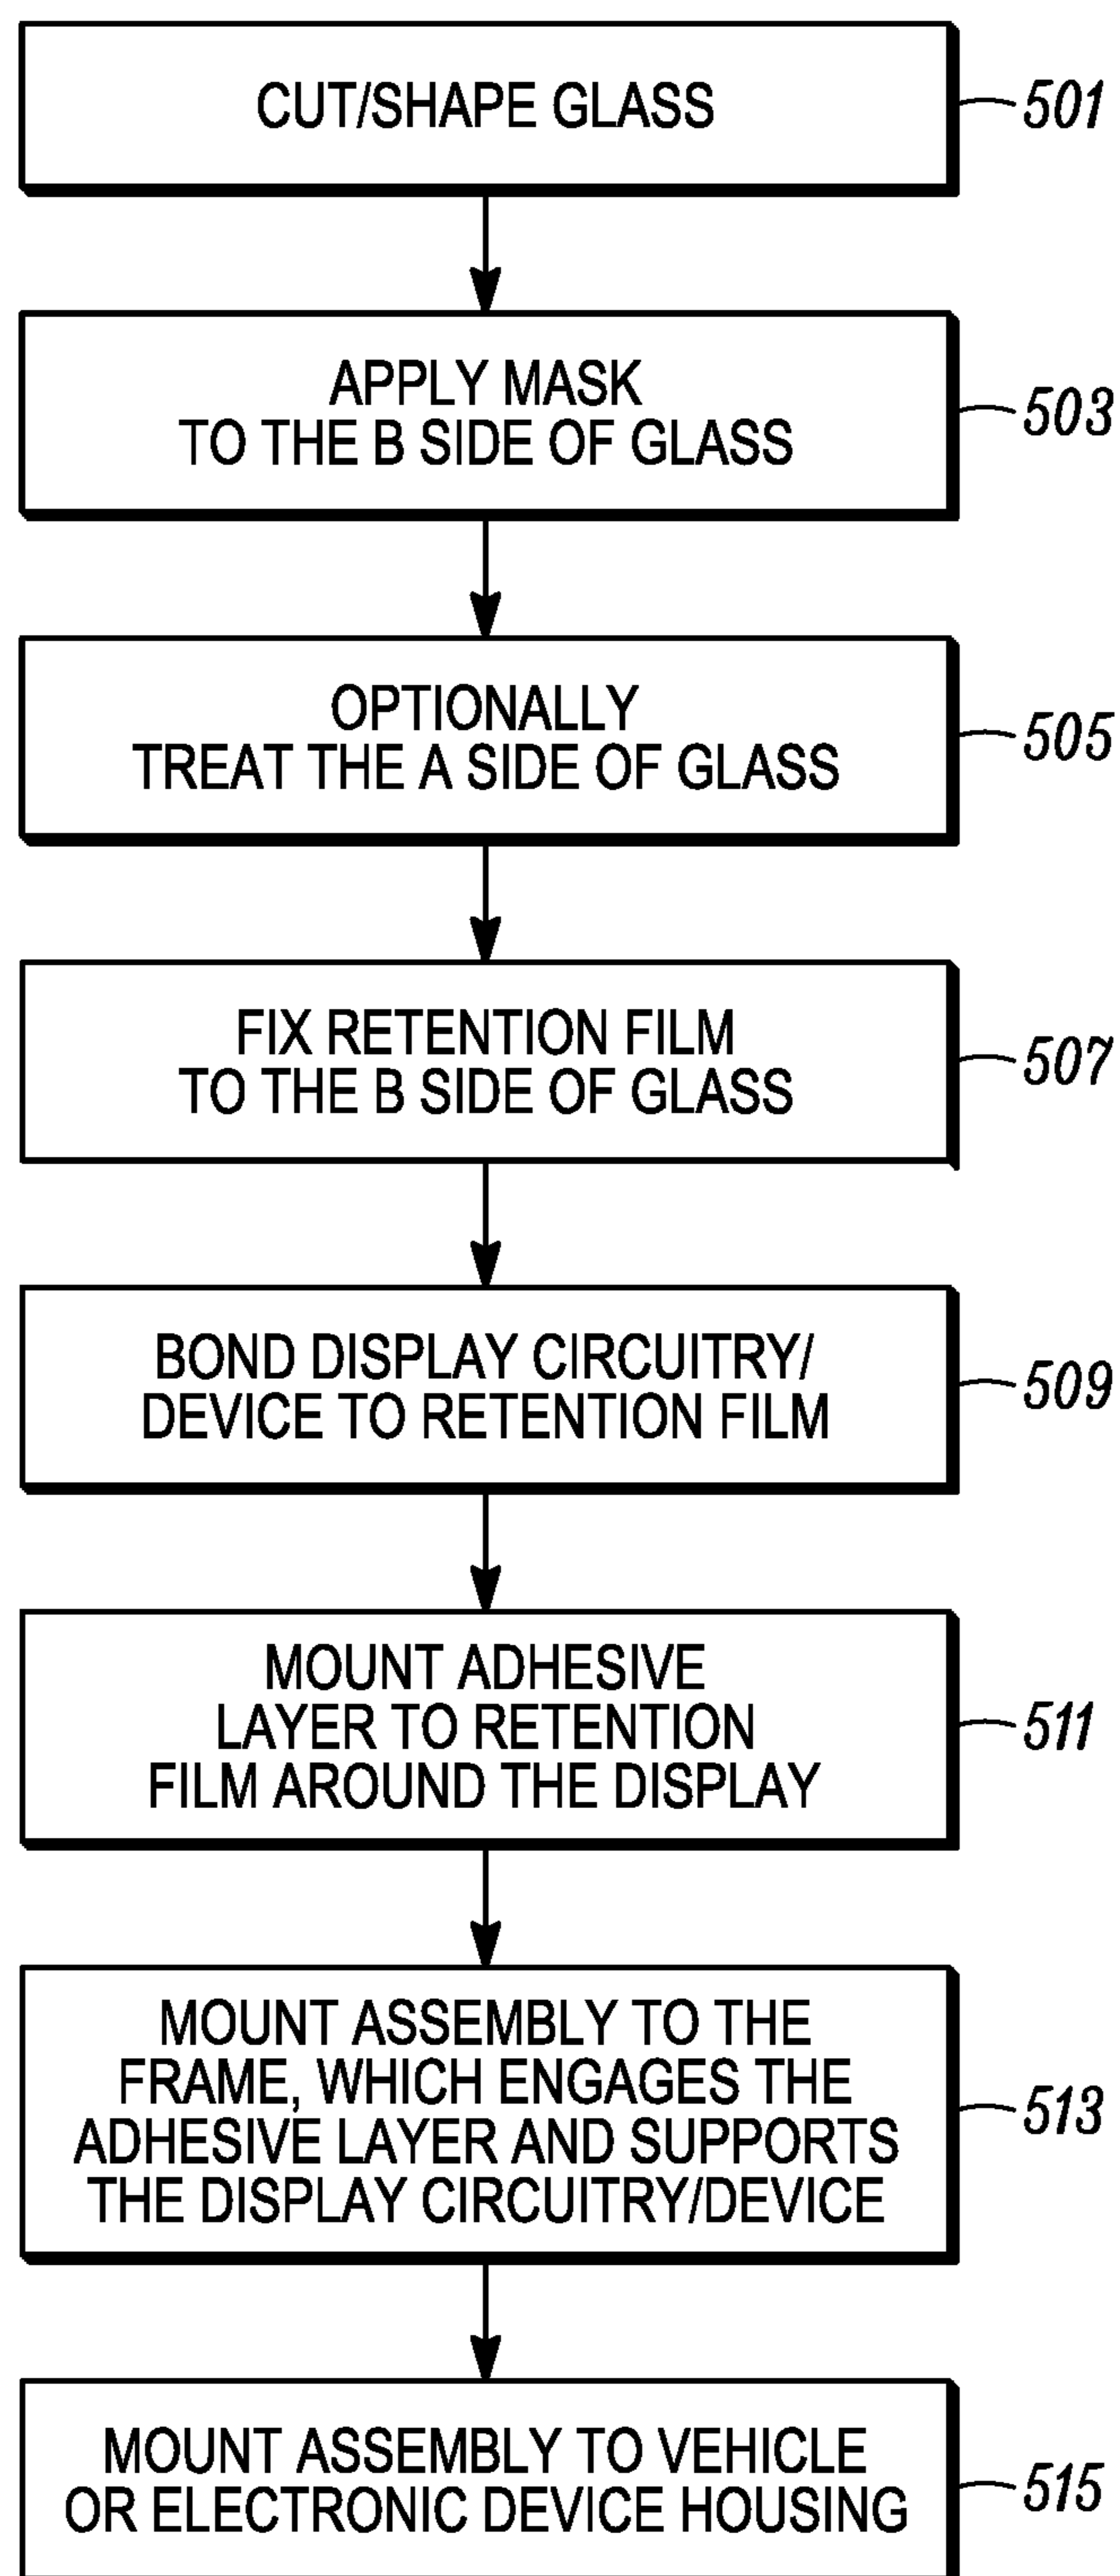 CUT/SHAPE GLASS
501
APPLY MASK
TO THE B SIDE OF GLASS
503
OPTIONALLY
TREAT THE A SIDE OF GLASS
505
FIX RETENTION FILM
TO THE B SIDE OF GLASS
507
BOND DISPLAY CIRCUITRY/
DEVICE TO RETENTION FILM
509
MOUNT ADHESIVE
LAYER TO RETENTION
FILM AROUND THE DISPLAY
511
MOUNT ASSEMBLY TO THE
FRAME, WHICH ENGAGES THE
ADHESIVE LAYER AND SUPPORTS
THE DISPLAY CIRCUITRY/DEVICE
513
MOUNT ASSEMBLY TO VEHICLE
OR ELECTRONIC DEVICE HOUSING
515